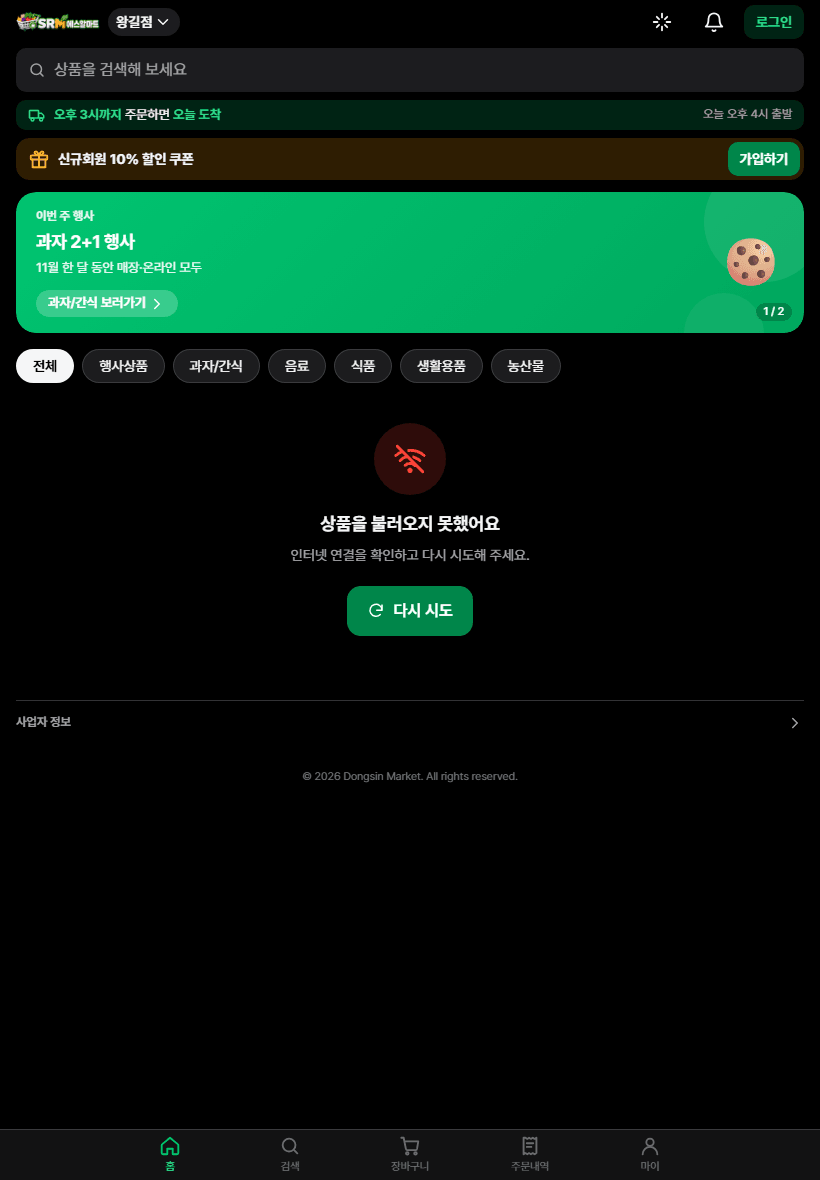 SRM 에스알마트
왕길점
로그인
상품을 검색해 보세요
오후 3시까지 주문하면 오늘 도착
오늘 오후 4시 출발
신규회원 10% 할인 쿠폰
가입하기
이번 주 행사
과자 2+1 행사
11월 한 달 동안 매장·온라인 모두
과자/간식 보러가기
1 / 2
전체
행사상품
과자/간식
음료
식품
생활용품
농산물
상품을 불러오지 못했어요
인터넷 연결을 확인하고 다시 시도해 주세요.
다시 시도
사업자 정보
© 2026 Dongsin Market. All rights reserved.
홈
검색
장바구니
주문내역
마이